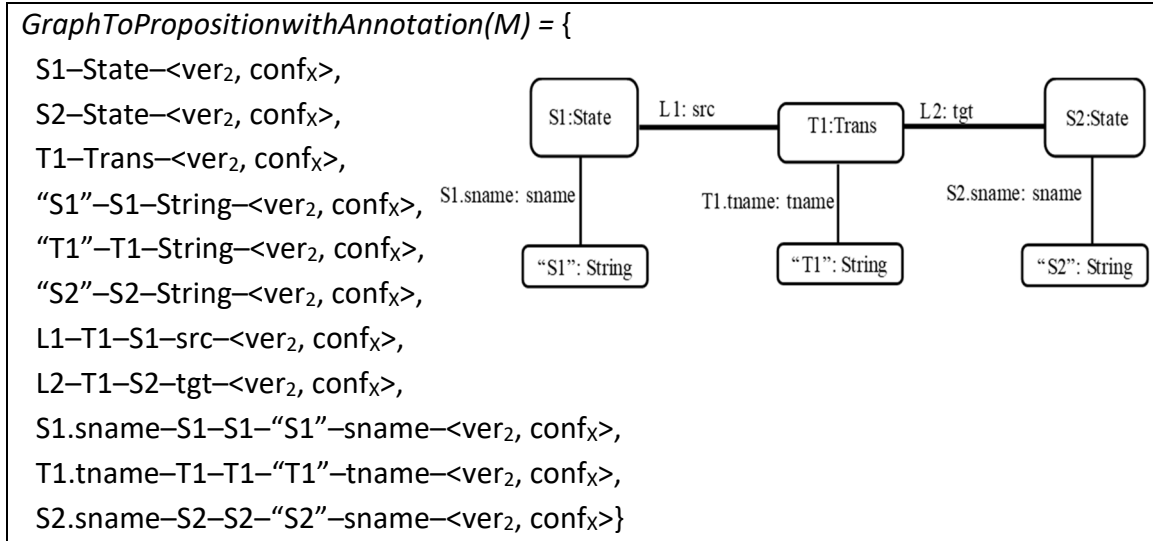 GraphToPropositionwithAnnotation(M) = {
S1–State–<ver₂, confₓ>,
S2–State–<ver₂, confₓ>,
T1–Trans–<ver₂, confₓ>,
“S1”–S1–String–<ver₂, confₓ>,
“T1”–T1–String–<ver₂, confₓ>,
“S2”–S2–String–<ver₂, confₓ>,
L1–T1–S1–src–<ver₂, confₓ>,
L2–T1–S2–tgt–<ver₂, confₓ>,
S1.sname–S1–S1–“S1”–sname–<ver₂, confₓ>,
T1.tname–T1–T1–“T1”–tname–<ver₂, confₓ>,
S2.sname–S2–S2–“S2”–sname–<ver₂, confₓ>}
S1:State
L1: src
T1:Trans
L2: tgt
S2:State
S1.sname: sname
T1.tname: tname
S2.sname: sname
“S1”: String
“T1”: String
“S2”: String